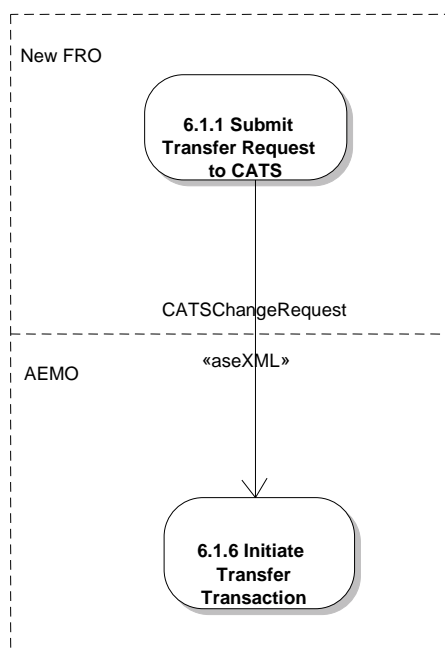 New FRO
6.1.1 Submit
Transfer Request
to CATS
CATSChangeRequest
«aseXML»
AEMO
6.1.6 Initiate
Transfer
Transaction